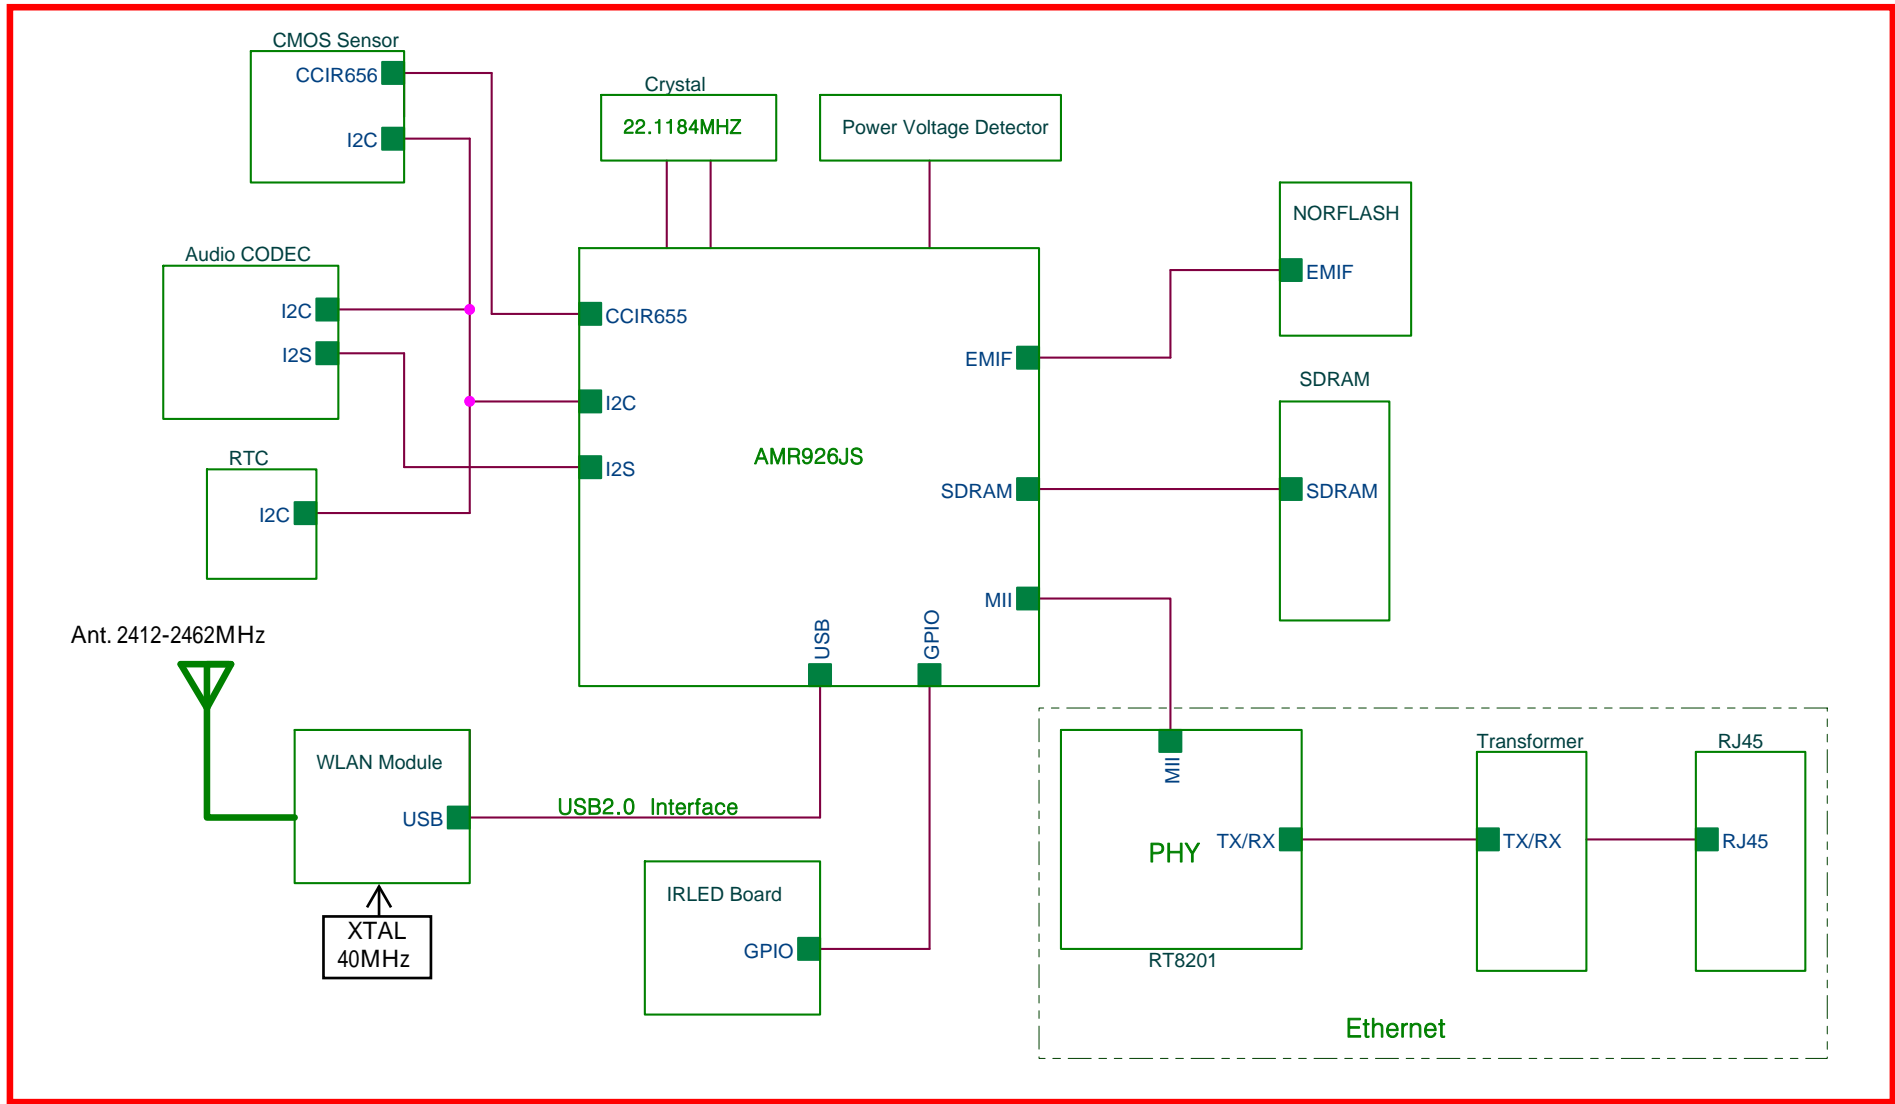 CMOS Sensor
CCIR656
I2C
Crystal
22.1184MHZ
Power Voltage Detector
NORFLASH
EMIF
Audio CODEC
I2C
I2S
CCIR655
I2C
I2S
AMR926JS
EMIF
SDRAM
MII
USB
GPIO
SDRAM
SDRAM
RTC
I2C
Ant. 2412-2462MHz
WLAN Module
USB
USB2.0 Interface
XTAL
40MHz
IRLED Board
GPIO
MII
PHY
TX/RX
RT8201
Transformer
TX/RX
RJ45
RJ45
Ethernet